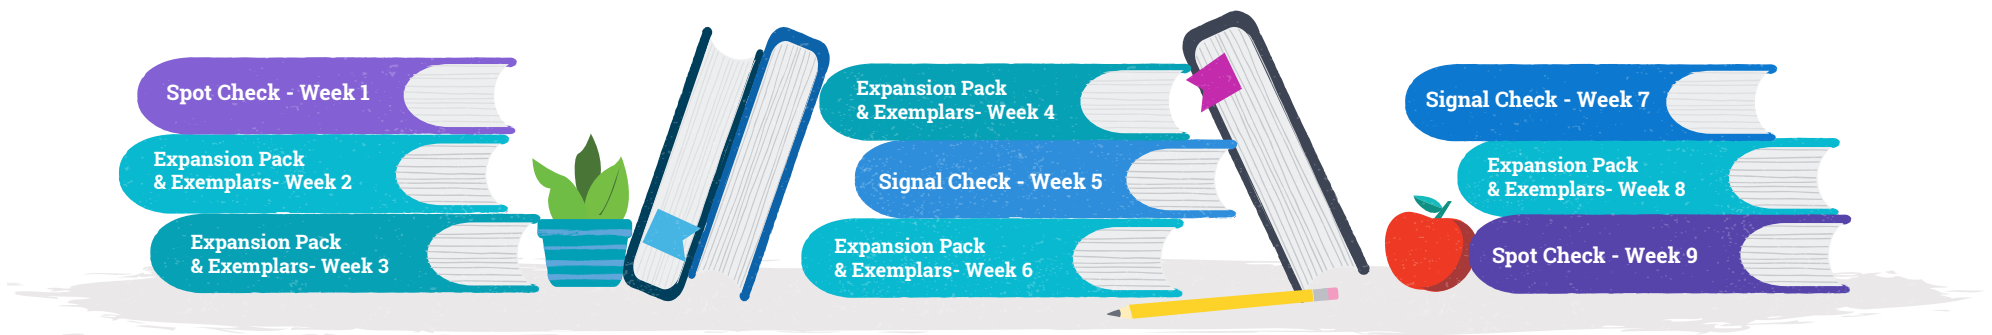 Spot Check - Week 1
Expansion Pack
& Exemplars- Week 2
Expansion Pack
& Exemplars- Week 3
Expansion Pack
& Exemplars- Week 4
Signal Check - Week 5
Expansion Pack
& Exemplars- Week 6
Signal Check - Week 7
Expansion Pack
& Exemplars- Week 8
Spot Check - Week 9